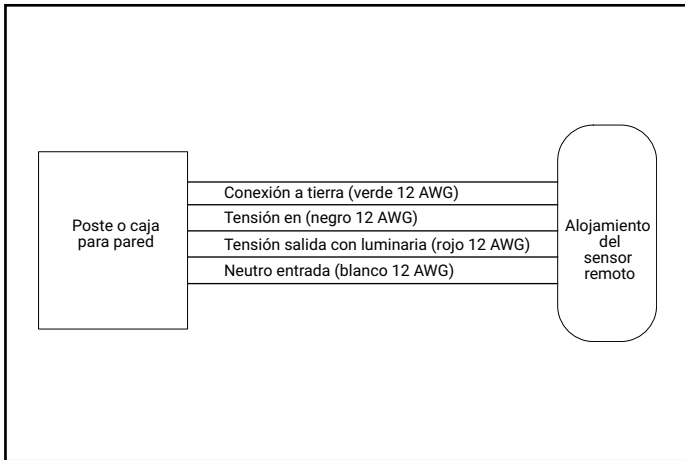 Poste o caja
para pared
Conexión a tierra (verde 12 AWG)
Tensión en (negro 12 AWG)
Tensión salida con luminaria (rojo 12 AWG)
Neutro entrada (blanco 12 AWG)
Alojamiento
del
sensor
remoto